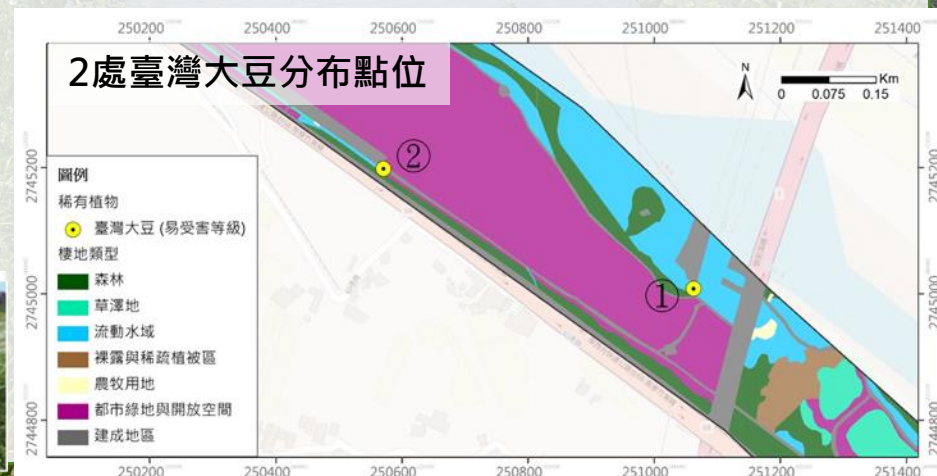 250200 250400 250600 250800 251000 251200 251400
2處臺灣大豆分布點位
N
Km
0 0.075 0.15
②
①
圖例
稀有植物
臺灣大豆 (易受害等級)
棲地類型
森林
草澤地
流動水域
裸露與稀疏植被區
農牧用地
都市綠地與開放空間
建成地區
2745200
2745000
2744800
2745200
2745000
2744800
250200 250400 250600 250800 251000 251200 251400